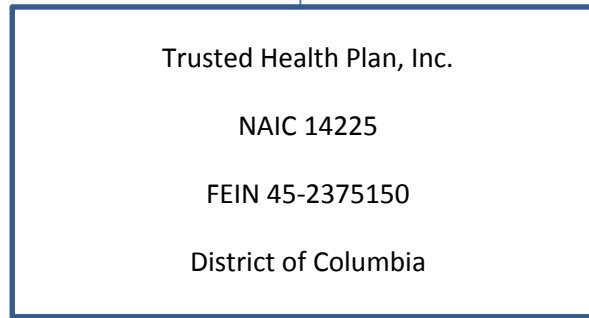 Trusted Health Plan, Inc.
NAIC 14225
FEIN 45-2375150
District of Columbia